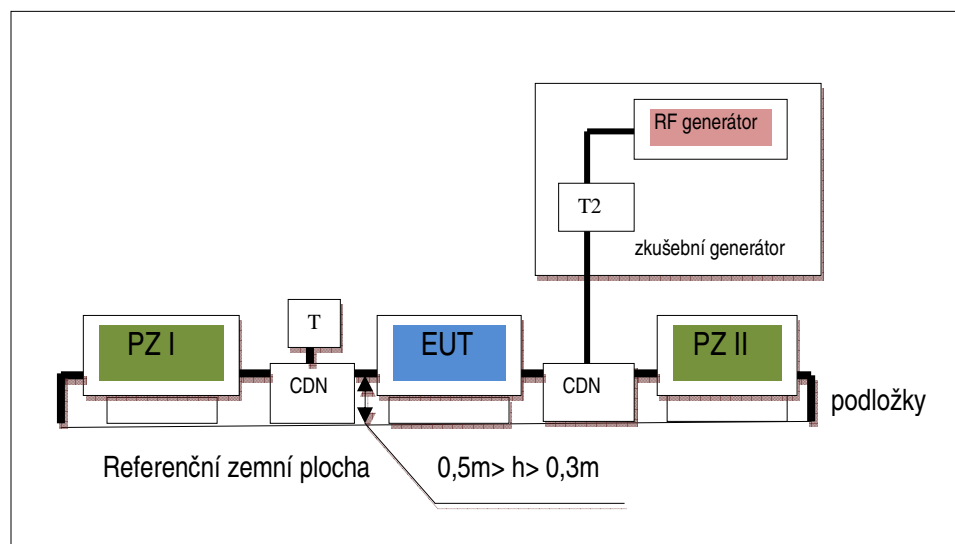 RF generátor
T2
zkušební generátor
T
PZ I
EUT
PZ II
CDN
CDN
podložky
Referenční zemní plocha
0,5m> h> 0,3m